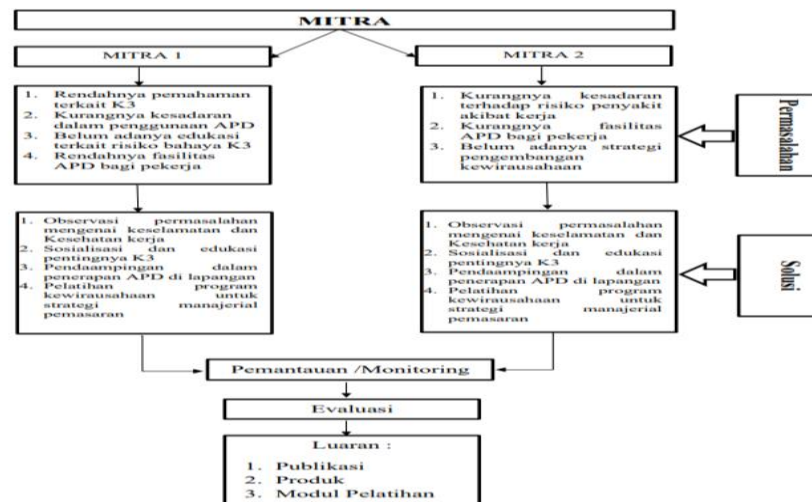 MITRA
MITRA 1
1. Rendahnya pemahaman
terkait K3
2. Kurangnya kesadaran
dalam penggunaan APD
3. Belum adanya edukasi
terkait risiko bahaya K3
4. Rendahnya fasilitas
APD bagi pekerja
MITRA 2
1. Kurangnya kesadaran
terhadap risiko penyakit
akibat kerja
2. Kurangnya fasilitas
APD bagi pekerja
3. Belum adanya strategi
pengembangan
kewirausahaan
Permasalahan
1. Observasi permasalahan
mengenai keselamatan dan
Kesehatan kerja
2. Sosialisasi dan edukasi
pentingnya K3
3. Pendaampingan dalam
penerapan APD di lapangan
4. Pelatihan program
kewirausahaan untuk
strategi manajerial
pemasaran
1. Observasi permasalahan
mengenai keselamatan dan
Kesehatan kerja
2. Sosialisasi dan edukasi
pentingnya K3
3. Pendaampingan dalam
penerapan APD di lapangan
4. Pelatihan program
kewirausahaan untuk
strategi manajerial
pemasaran
Solusi
Pemantauan /Monitoring
Evaluasi
Luaran :
1. Publikasi
2. Produk
3. Modul Pelatihan